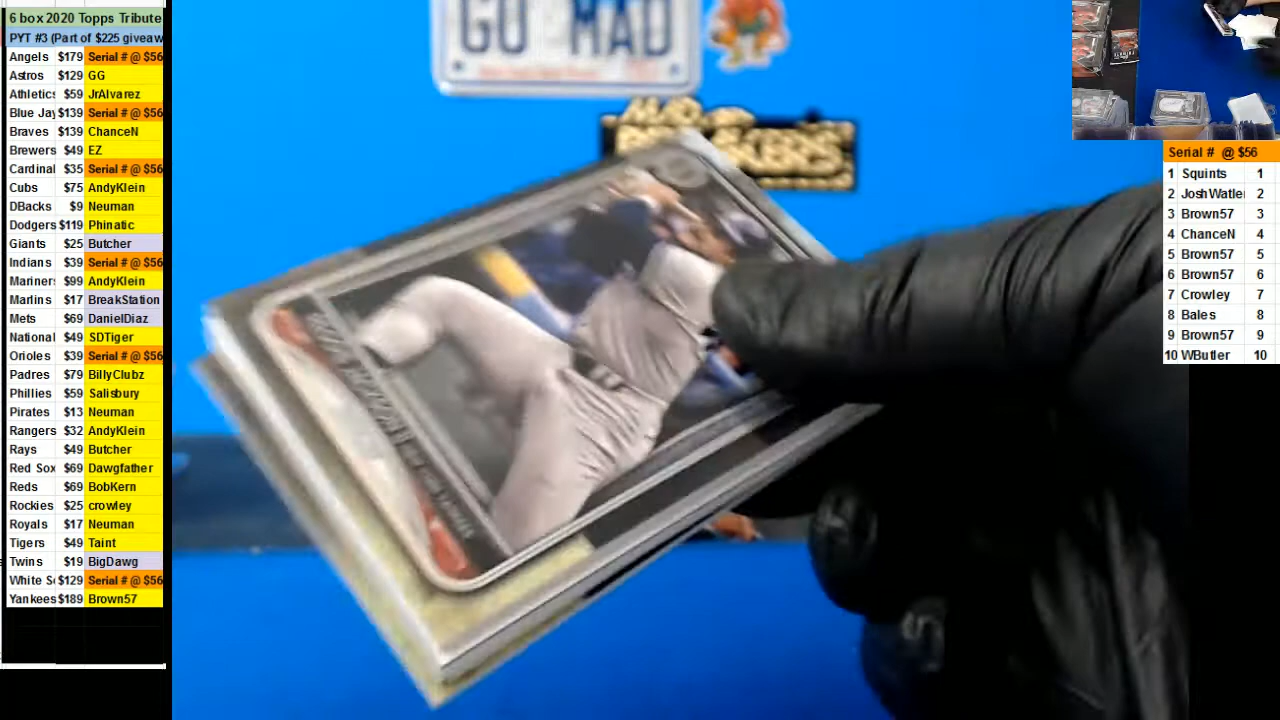 6 box 2020 Topps Tribute
PYT #3 (Part of $225 giveaw
Angels $179 Serial # @ $56
Astros $129 GG
Athletics $59 JrAlvarez
Blue Jay $139 Serial # @ $56
Braves $139 ChanceN
Brewers $49 EZ
Cardinal $35 Serial # @ $56
Cubs $75 AndyKlein
DBacks $9 Neuman
Dodgers $119 Phinatic
Giants $25 Butcher
Indians $39 Serial # @ $56
Mariners $99 AndyKlein
Marlins $17 BreakStation
Mets $69 DanielDiaz
National $49 SDTiger
Orioles $39 Serial # @ $56
Padres $79 BillyClubz
Phillies $59 Salisbury
Pirates $13 Neuman
Rangers $32 AndyKlein
Rays $49 Butcher
Red Sox $69 Dawgfather
Reds $69 BobKern
Rockies $25 crowley
Royals $17 Neuman
Tigers $49 Taint
Twins $19 BigDawg
White S $129 Serial # @ $56
Yankees $189 Brown57
GO MAD
MAD
BREAKERS
Serial # @ $56
1 Squints 1
2 JoshWatle 2
3 Brown57 3
4 ChanceN 4
5 Brown57 5
6 Brown57 6
7 Crowley 7
8 Bales 8
9 Brown57 9
10 WButler 10